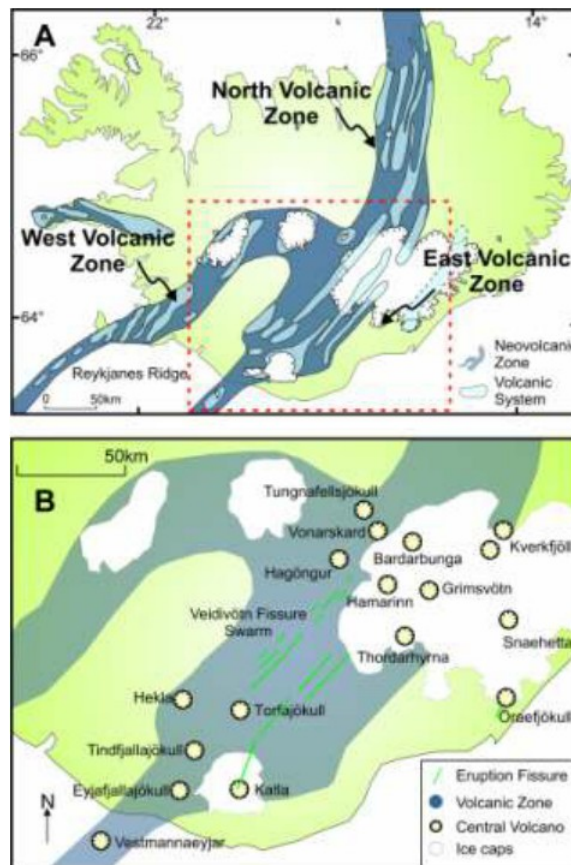 22
14
A
66
North Volcanic
Zone
West Volcanic
Zone
East Volcanic
Zone
64
Reykjanes Ridge
0 50km
Neovolcanic
Zone
Volcanic
System
50km
B
Tungnafellsjökull
Vonarskard
Bardarbunga
Kverkfjöll
Hagöngur
Hamarinn
Grimsvötn
Veidivötn Fissure
Swarm
Snaehetta
Thordarhyrna
Hekla
Torfajökull
Oraefjökull
Tindfjallajökull
Eyjafjallajökull
Katla
N
Vestmannaeyjar
Eruption Fissure
Volcanic Zone
Central Volcano
Ice caps